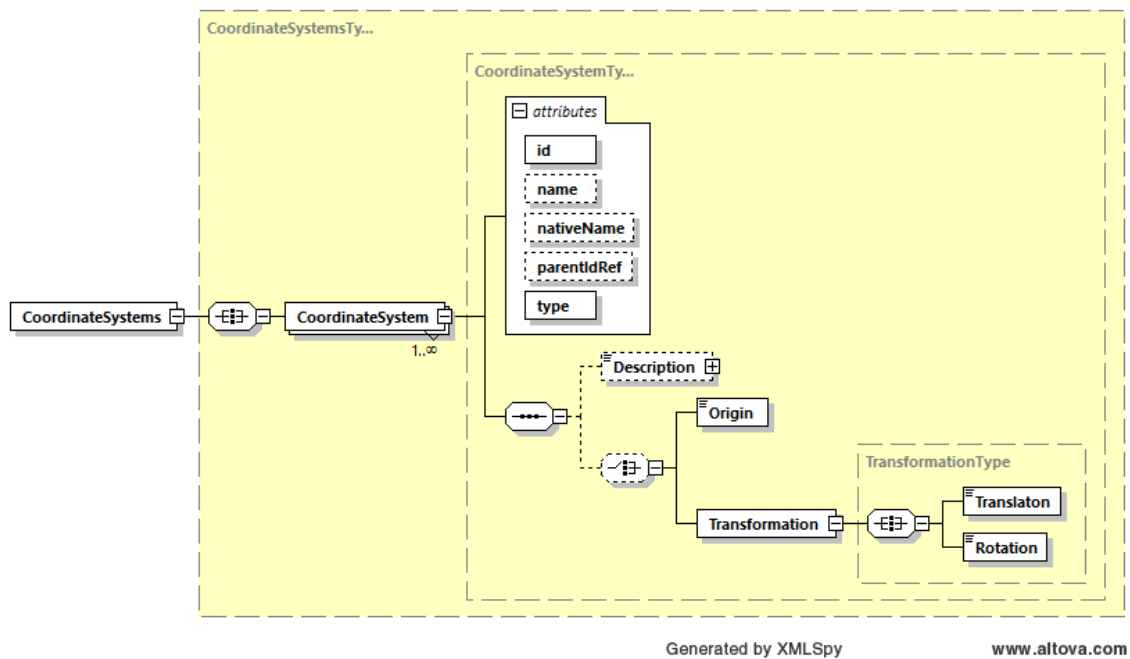 CoordinateSystemsTy...
CoordinateSystemTy...
attributes
id
name
nativeName
parentIdRef
type
CoordinateSystems
CoordinateSystem
1..∞
Description
Origin
TransformationType
Transformation
Translaton
Rotation
Generated by XMLSpy www.altova.com